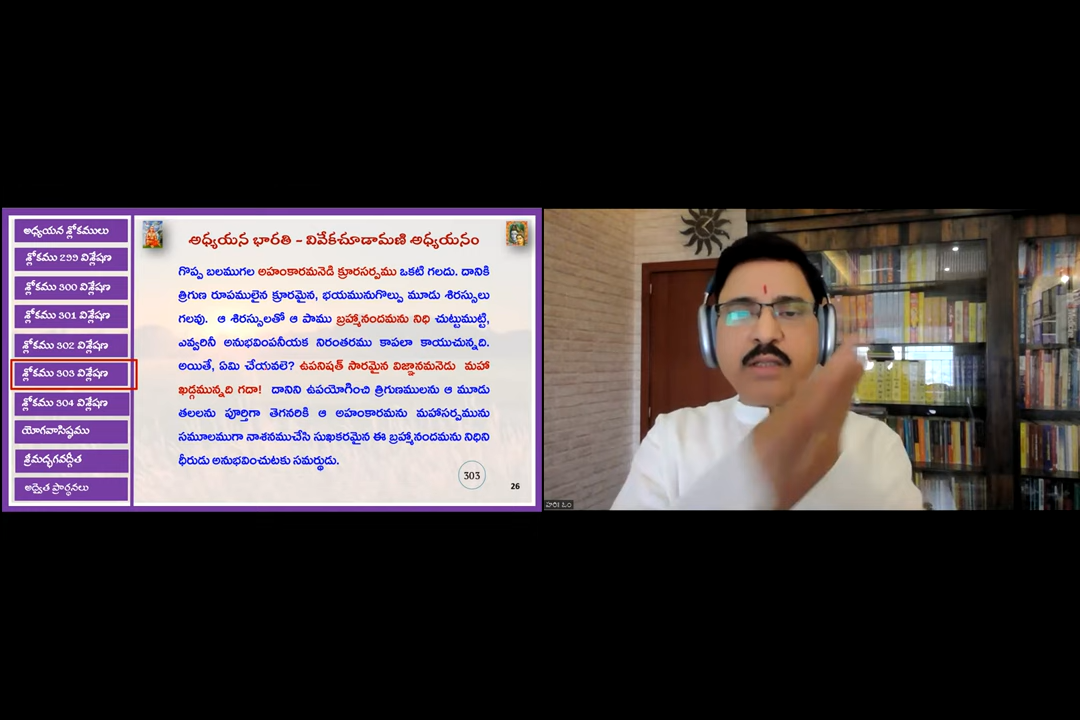 అధ్యయన శ్లోకములు
శ్లోకము 299 విశ్లేషణ
శ్లోకము 300 విశ్లేషణ
శ్లోకము 301 విశ్లేషణ
శ్లోకము 302 విశ్లేషణ
శ్లోకము 303 విశ్లేషణ
శ్లోకము 304 విశ్లేషణ
యోగవాసిష్ఠము
శ్రీమద్భగవద్గీత
అద్వైత ప్రార్థనలు
అధ్యయన భారతి – వివేకచూడామణి అధ్యయనం
గొప్ప బలముగల అహంకారమనెడి క్రూరసర్పము ఒకటి గలదు. దానికి
త్రిగుణ రూపములైన క్రూరమైన, భయమునుగొల్పు మూడు శిరస్సులు
గలవు. ఆ శిరస్సులతో ఆ పాము బ్రహ్మానందమను నిధి చుట్టుముట్టి,
ఎవ్వరినీ అనుభవింపనీయక నిరంతరము కాపలా కాయుచున్నది.
అయితే, ఏమి చేయవలె? ఉపనిషత్ సారమైన విజ్ఞానమనెడు మహా
ఖడ్గమున్నది గదా! దానిని ఉపయోగించి త్రిగుణములను ఆ మూడు
తలలను పూర్తిగా తెగనరికి ఆ అహంకారమను మహాసర్పమును
సమూలముగా నాశనముచేసి సుఖకరమైన ఈ బ్రహ్మానందమను నిధిని
ధీరుడు అనుభవించుటకు సమర్థుడు.
303
26
హరిః ఓం